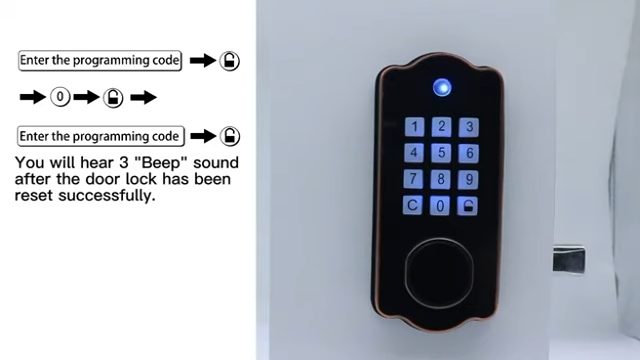 Enter the programming code
0
Enter the programming code
You will hear 3 "Beep" sound
after the door lock has been
reset successfully.
1 2 3
4 5 6
7 8 9
C 0